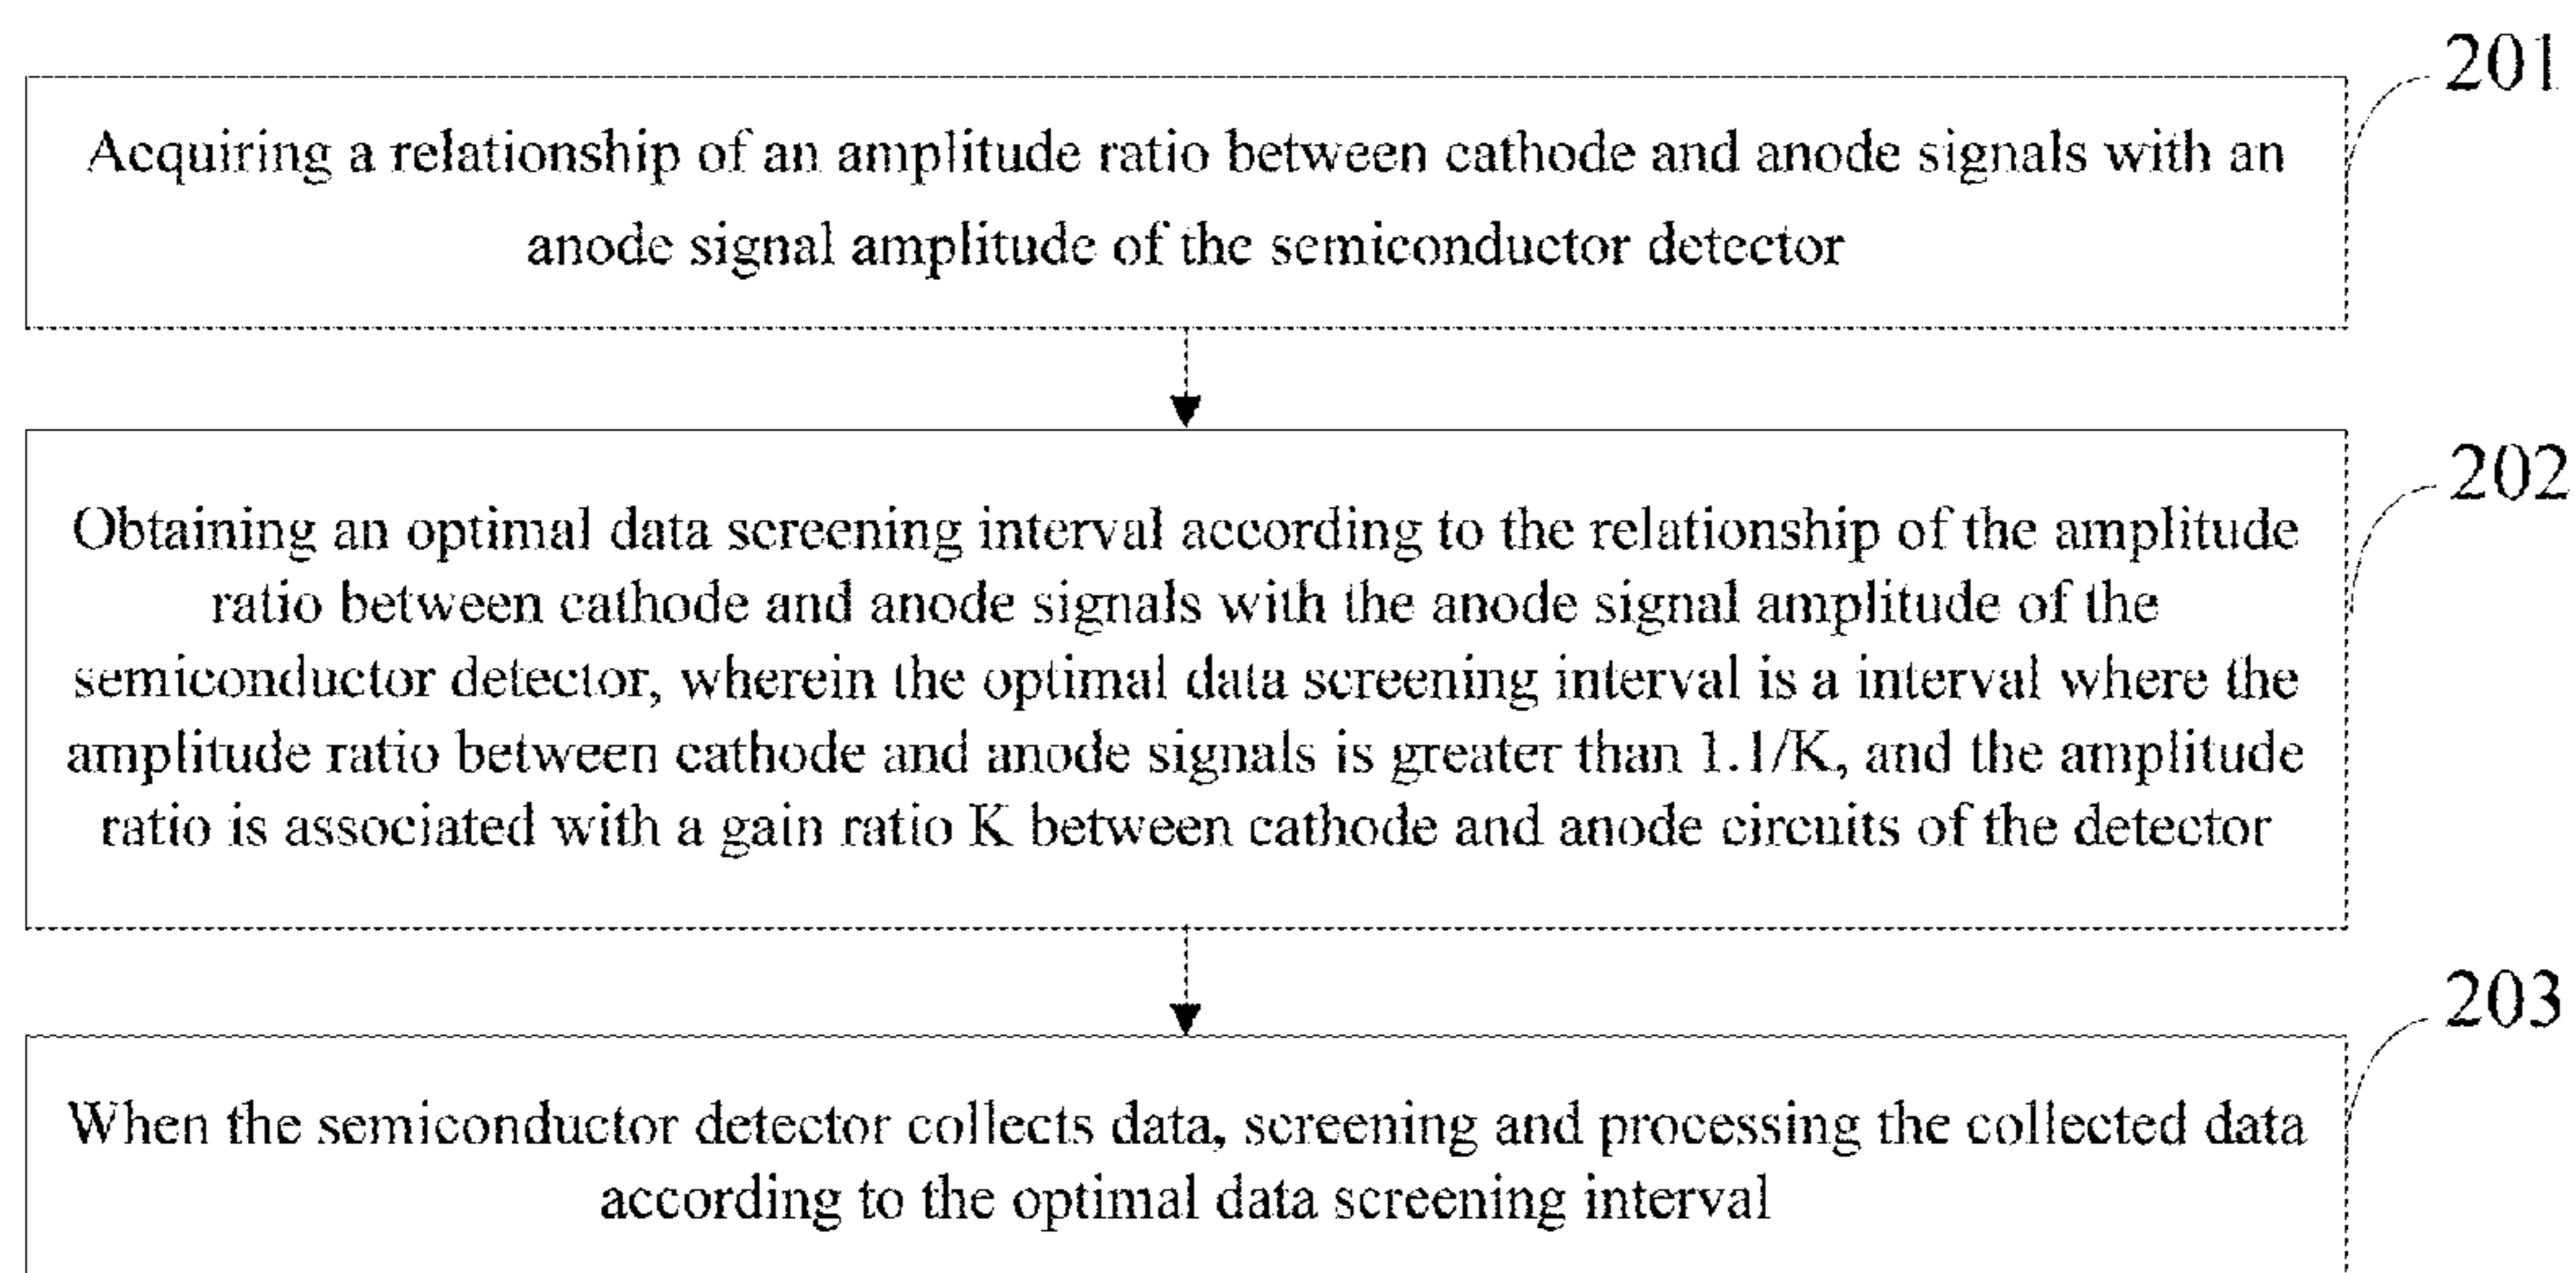 201
Acquiring a relationship of an amplitude ratio between cathode and anode signals with an
anode signal amplitude of the semiconductor detector
202
Obtaining an optimal data screening interval according to the relationship of the amplitude
ratio between cathode and anode signals with the anode signal amplitude of the
semiconductor detector, wherein the optimal data screening interval is a interval where the
amplitude ratio between cathode and anode signals is greater than 1.1/K, and the amplitude
ratio is associated with a gain ratio K between cathode and anode circuits of the detector
203
When the semiconductor detector collects data, screening and processing the collected data
according to the optimal data screening interval